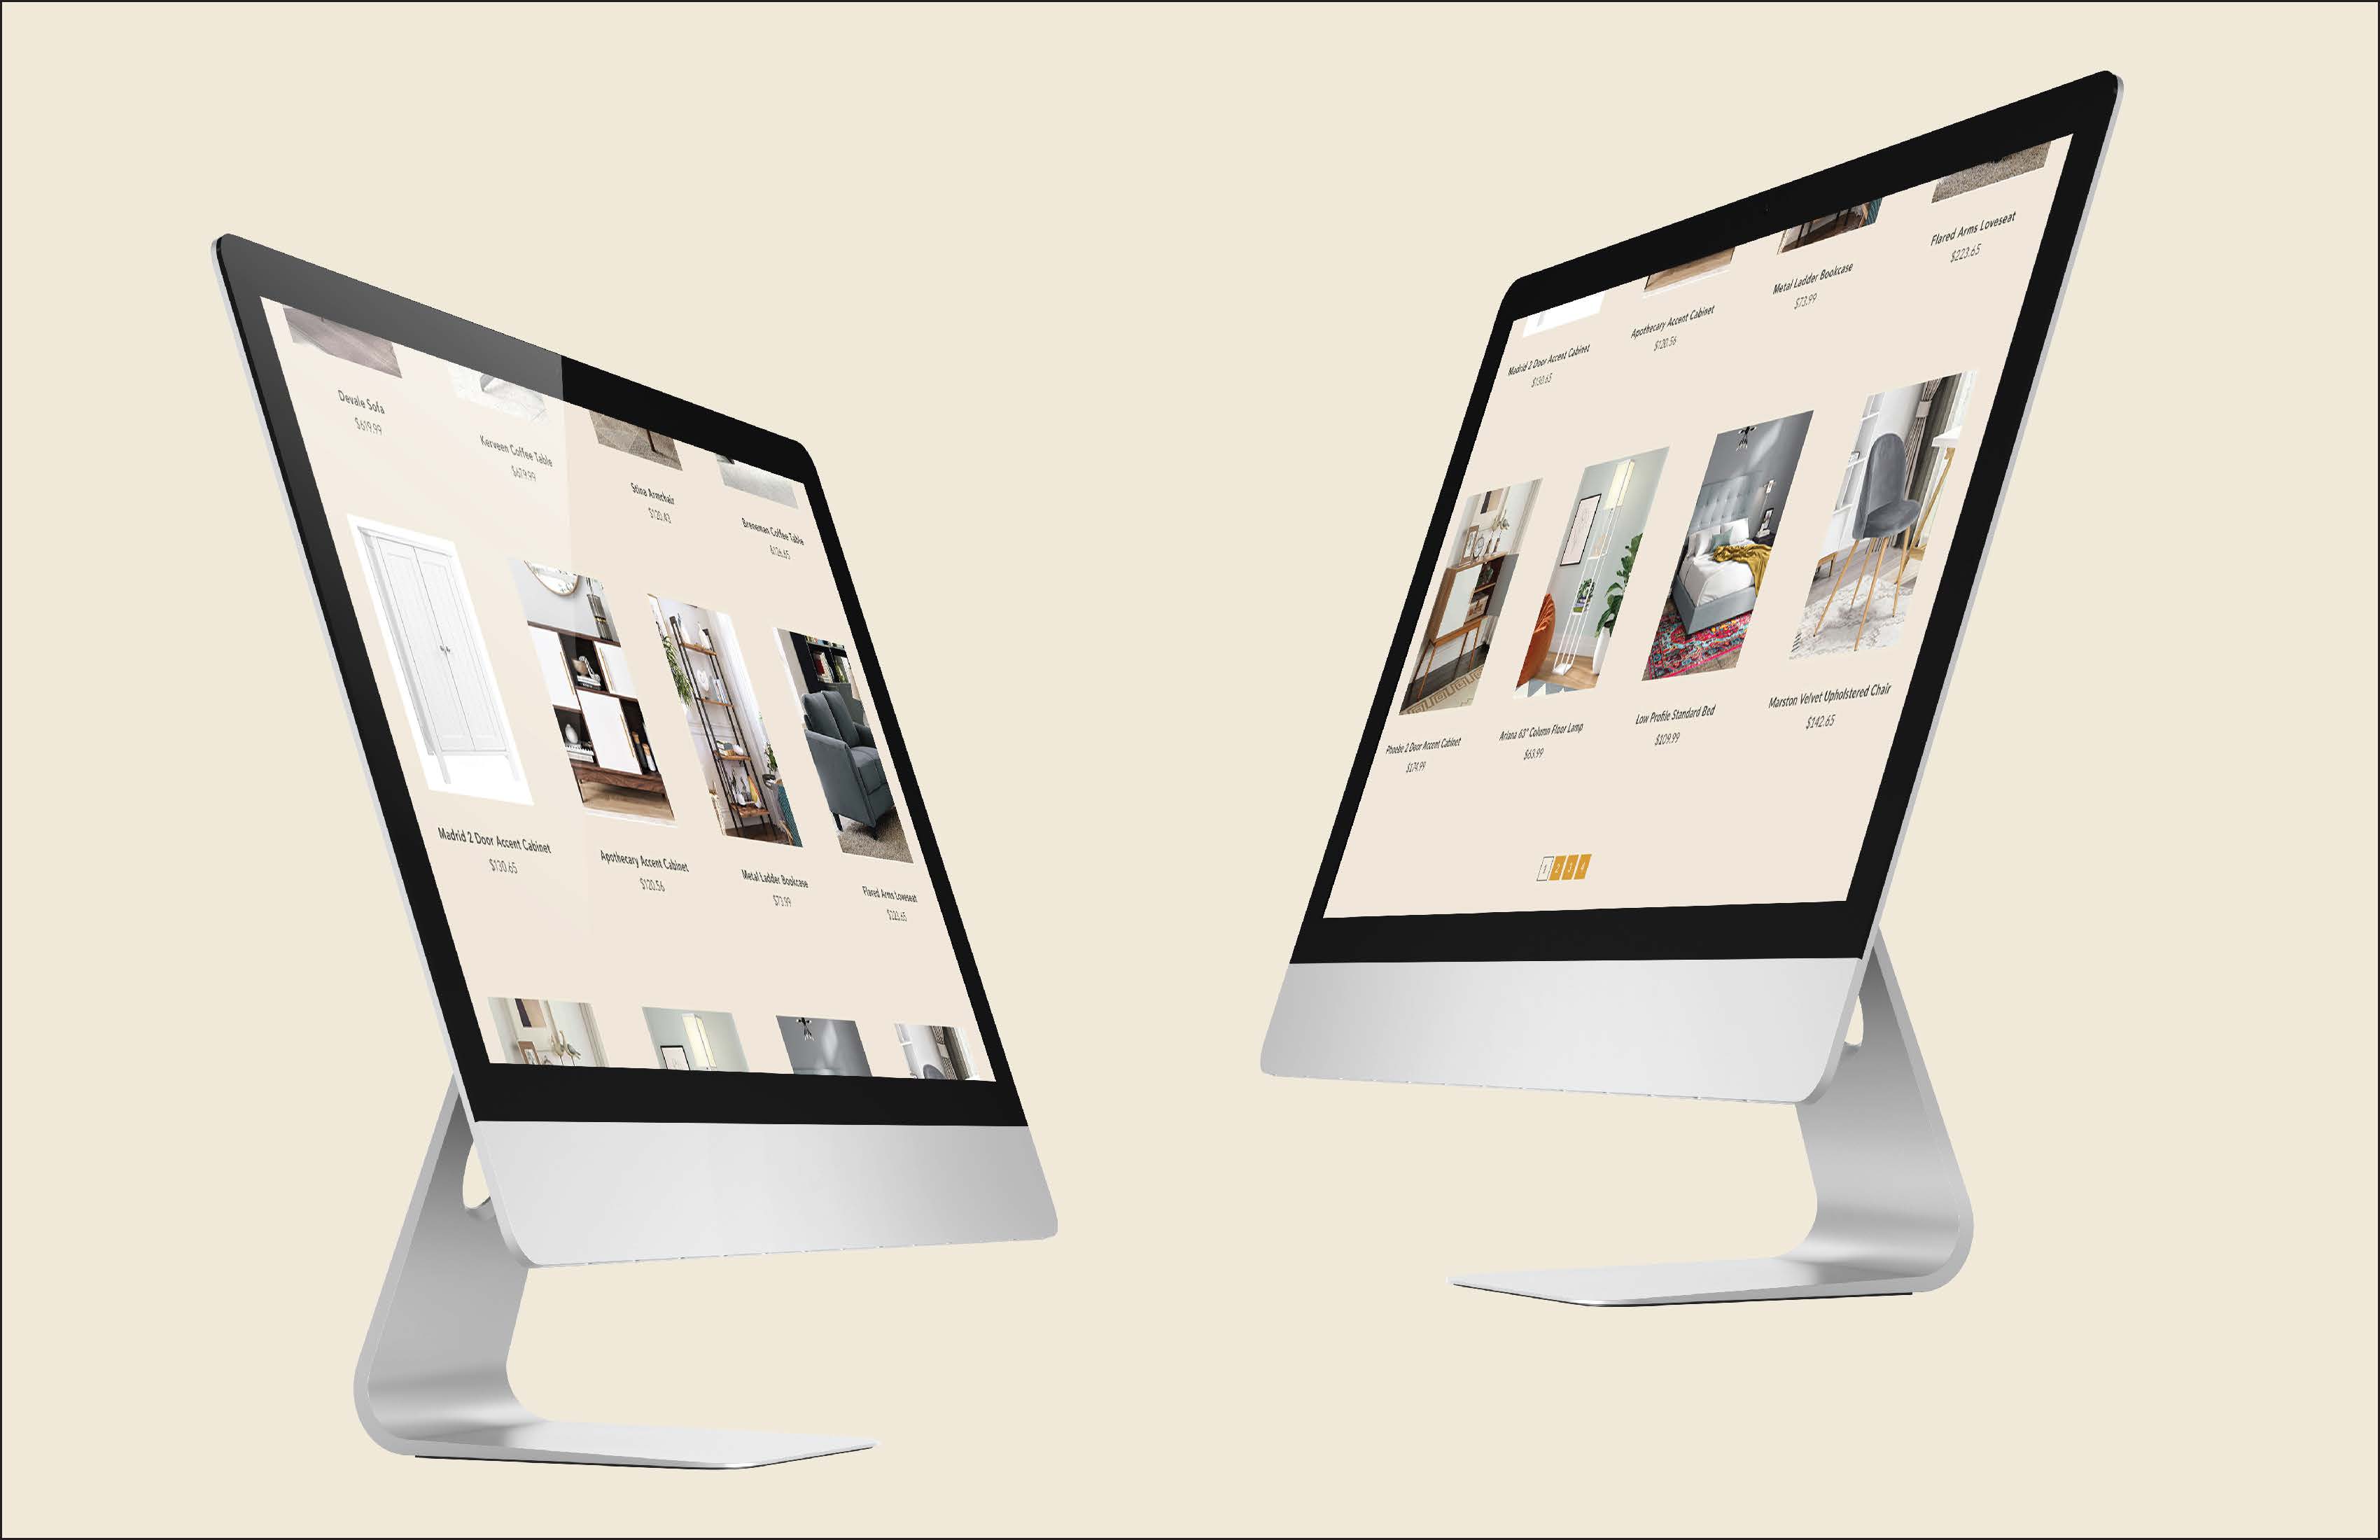 Devale Sofa
$619.99
Kerveen Coffee Table
$679.99
Stina Armchair
$120.43
Breneman Coffee Table
$126.65
Madrid 2 Door Accent Cabinet
$130.65
Apothecary Accent Cabinet
$120.56
Metal Ladder Bookcase
$73.99
Flared Arms Loveseat
$223.65
Madrid 2 Door Accent Cabinet
$130.65
Apothecary Accent Cabinet
$120.56
Metal Ladder Bookcase
$73.99
Flared Arms Loveseat
$223.65
Phoebe 2 Door Accent Cabinet
$174.99
Ariana 63" Column Floor Lamp
$63.99
Low Profile Standard Bed
$109.99
Marston Velvet Upholstered Chair
$142.65
1 2 3 4